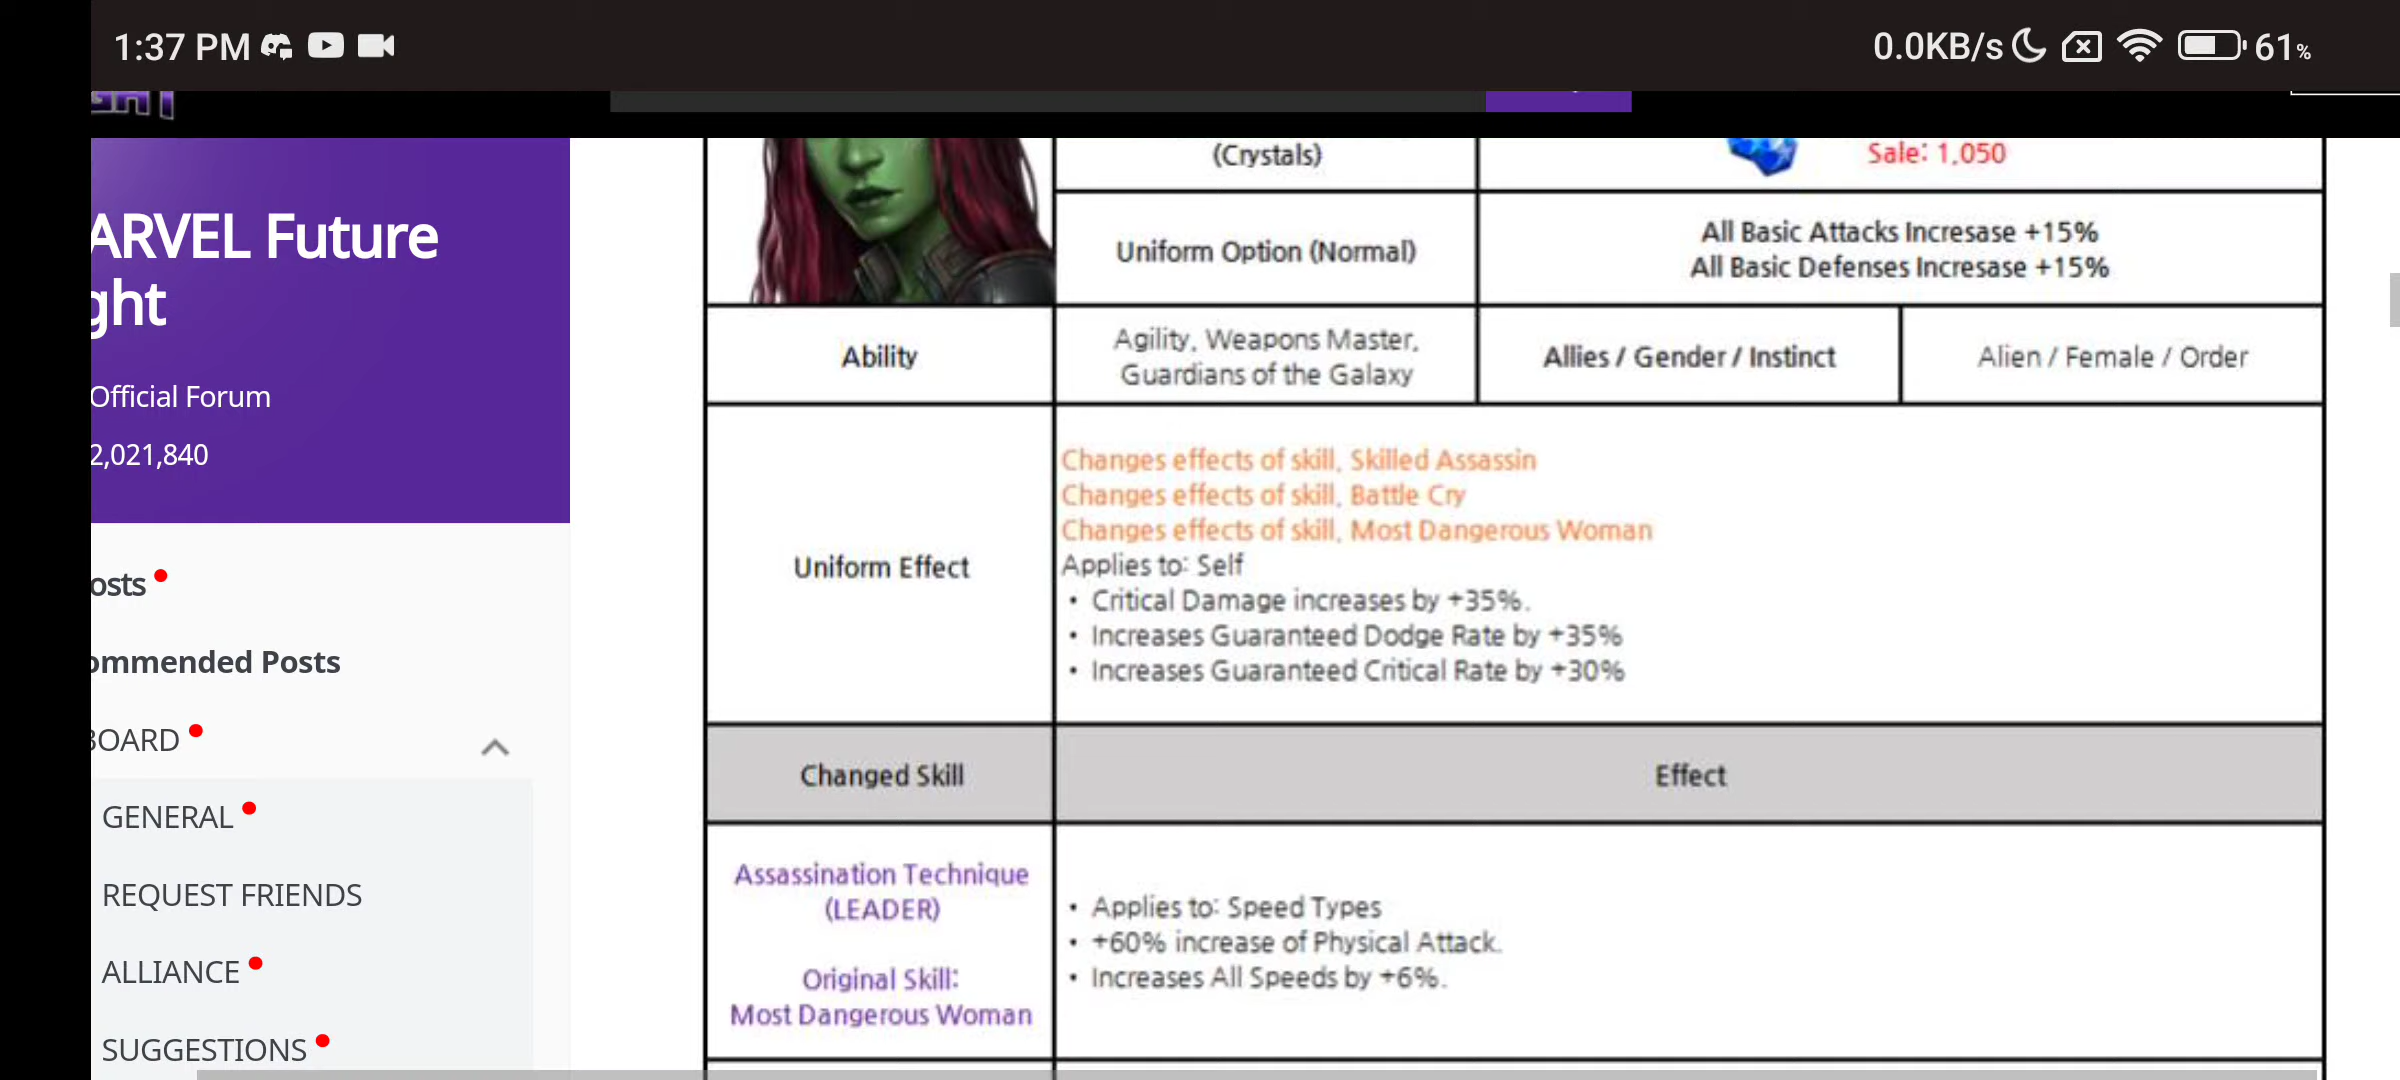 1:37 PM
0.0KB/s
61%
ARVEL Future
ght
Official Forum
2,021,840
osts
ommended Posts
BOARD
GENERAL
REQUEST FRIENDS
ALLIANCE
SUGGESTIONS
(Crystals)
Sale: 1,050
Uniform Option (Normal)
All Basic Attacks Incresase +15%
All Basic Defenses Incresase +15%
Ability
Agility, Weapons Master,
Guardians of the Galaxy
Allies / Gender / Instinct
Alien / Female / Order
Uniform Effect
Changes effects of skill, Skilled Assassin
Changes effects of skill, Battle Cry
Changes effects of skill, Most Dangerous Woman
Applies to: Self
• Critical Damage increases by +35%.
• Increases Guaranteed Dodge Rate by +35%
• Increases Guaranteed Critical Rate by +30%
Changed Skill
Effect
Assassination Technique
(LEADER)
Original Skill:
Most Dangerous Woman
• Applies to: Speed Types
• +60% increase of Physical Attack.
• Increases All Speeds by +6%.